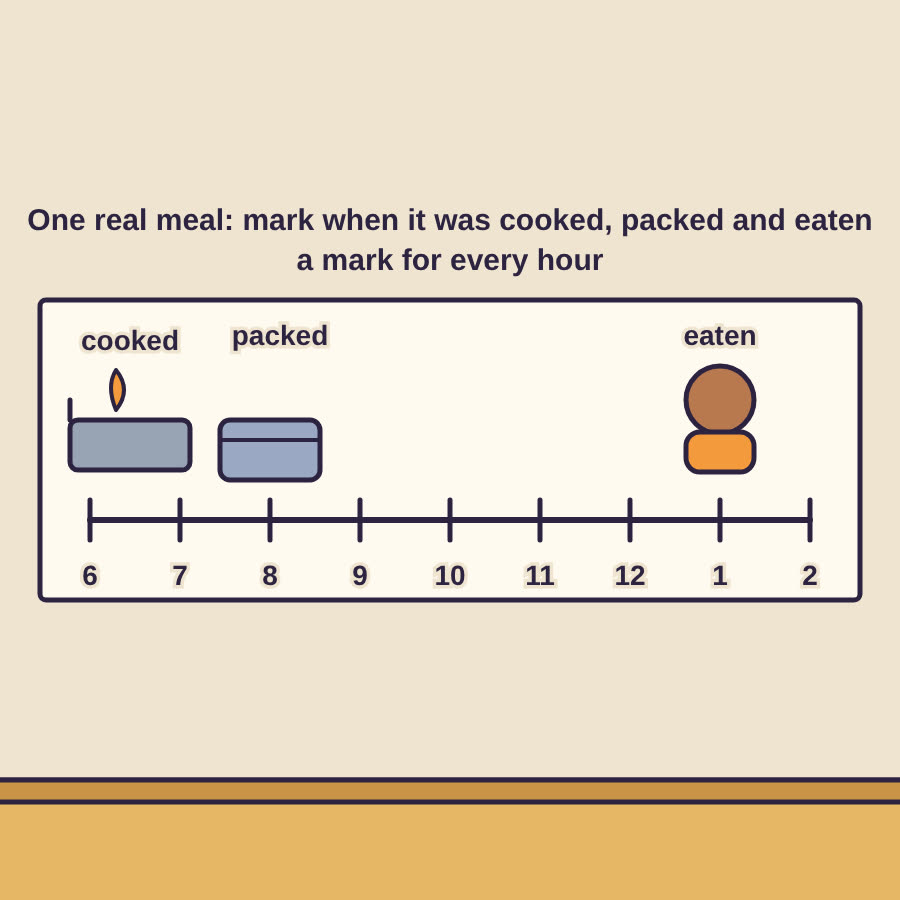 One real meal: mark when it was cooked, packed and eaten
a mark for every hour
cooked packed eaten
6 7 8 9 10 11 12 1 2